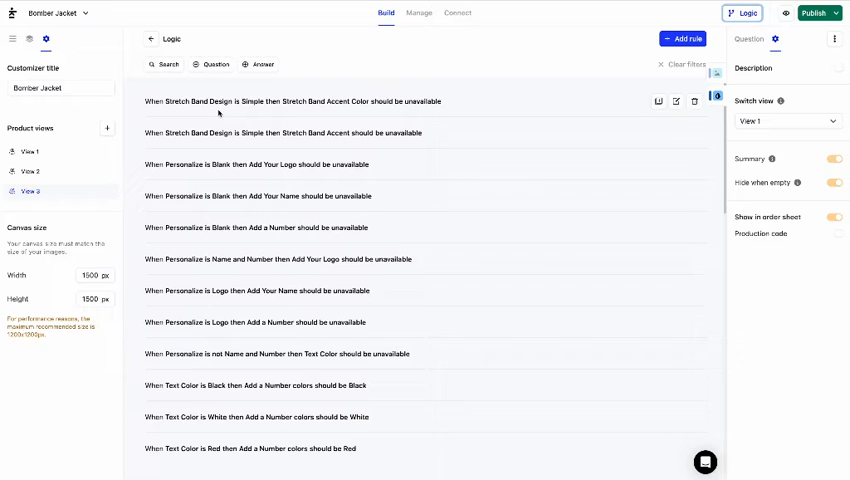 Bomber Jacket
Build
Manage
Connect
Logic
Publish
Logic
Add rule
Question
Customizer title
Search
Question
Answer
Clear filters
Description
Bomber Jacket
When Stretch Band Design is Simple then Stretch Band Accent Color should be unavailable
Switch view
Product views
When Stretch Band Design is Simple then Stretch Band Accent should be unavailable
View 1
View 1
View 2
View 3
When Personalize is Blank then Add Your Logo should be unavailable
Summary
Hide when empty
When Personalize is Blank then Add Your Name should be unavailable
Show in order sheet
Production code
Canvas size
When Personalize is Blank then Add a Number should be unavailable
Your canvas size must match the
size of your images.
When Personalize is Name and Number then Add Your Logo should be unavailable
Width
1500 px
When Personalize is Logo then Add Your Name should be unavailable
Height
1500 px
For performance reasons, the
maximum recommended size is
1200x1200px.
When Personalize is Logo then Add a Number should be unavailable
When Personalize is not Name and Number then Text Color should be unavailable
When Text Color is Black then Add a Number colors should be Black
When Text Color is White then Add a Number colors should be White
When Text Color is Red then Add a Number colors should be Red